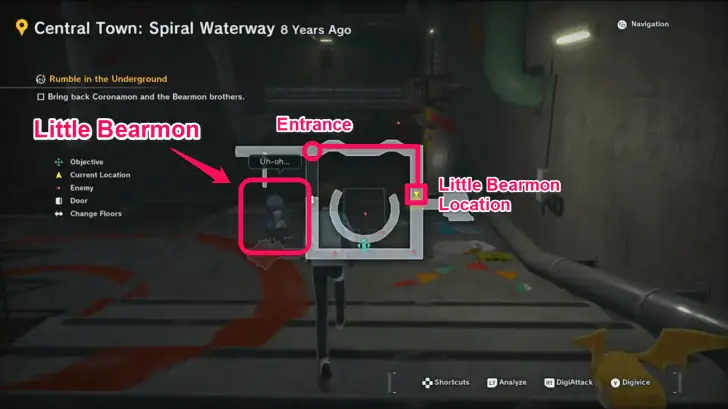 Central Town: Spiral Waterway 8 Years Ago
Navigation
Rumble in the Underground
Bring back Coronamon and the Bearmon brothers.
Entrance
Little Bearmon
Uh-oh...
Objective
Current Location
Enemy
Door
Change Floors
Little Bearmon
Location
Shortcuts
LT Analyze
RT DigiAttack
Y Digivice